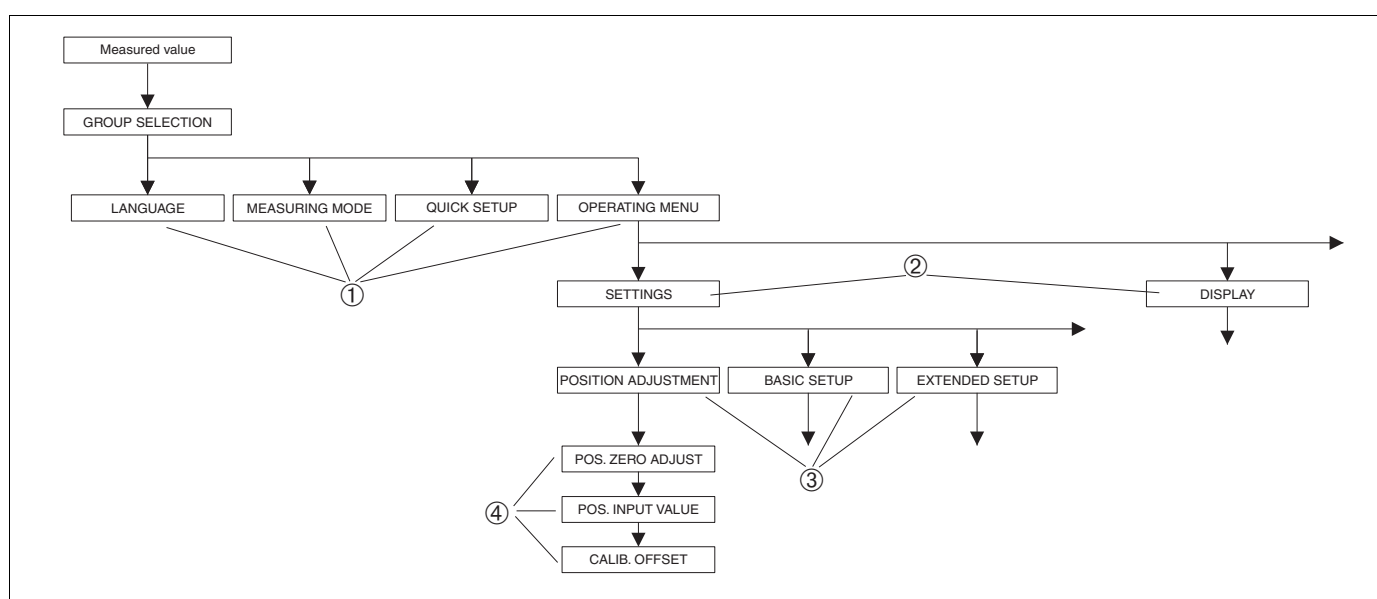 Measured value
GROUP SELECTION
LANGUAGE
MEASURING MODE
QUICK SETUP
OPERATING MENU
①
②
SETTINGS
DISPLAY
POSITION ADJUSTMENT
BASIC SETUP
EXTENDED SETUP
③
④
POS. ZERO ADJUST
POS. INPUT VALUE
CALIB. OFFSET